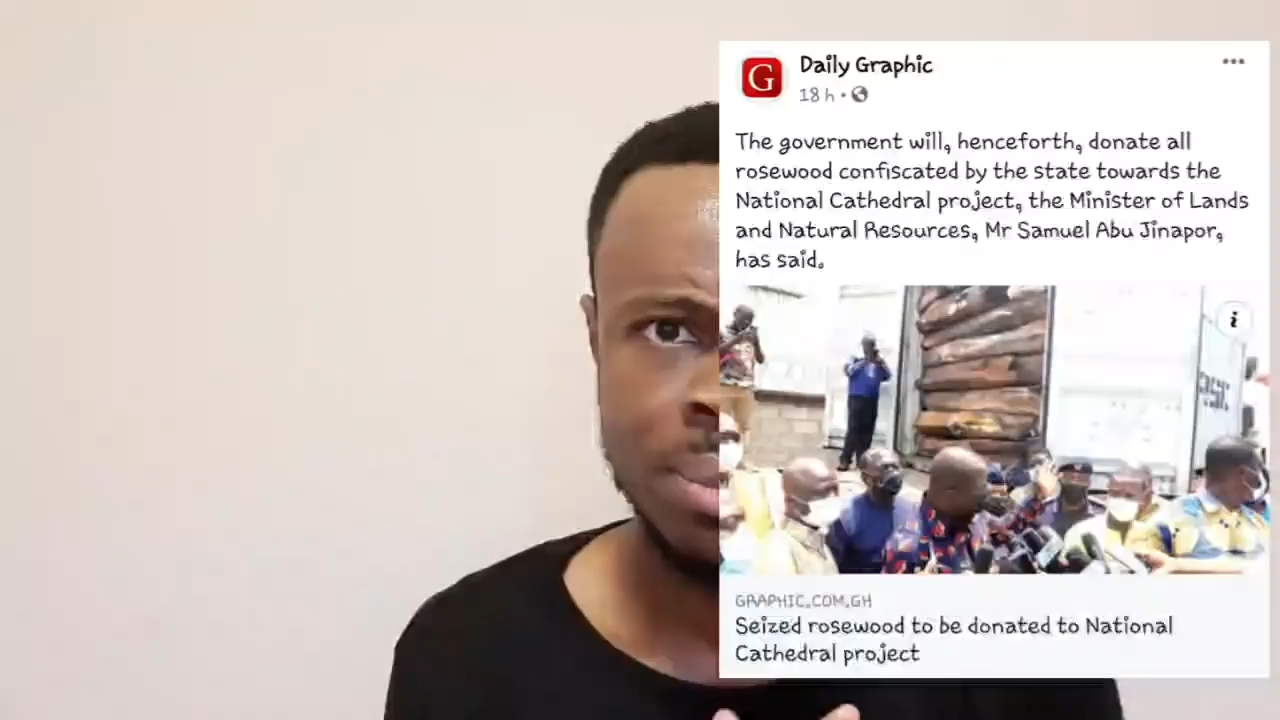 G
Daily Graphic
18 h •
The government will, henceforth, donate all
rosewood confiscated by the state towards the
National Cathedral project, the Minister of Lands
and Natural Resources, Mr Samuel Abu Jinapor,
has said.
i
GRAPHIC.COM.GH
Seized rosewood to be donated to National
Cathedral project